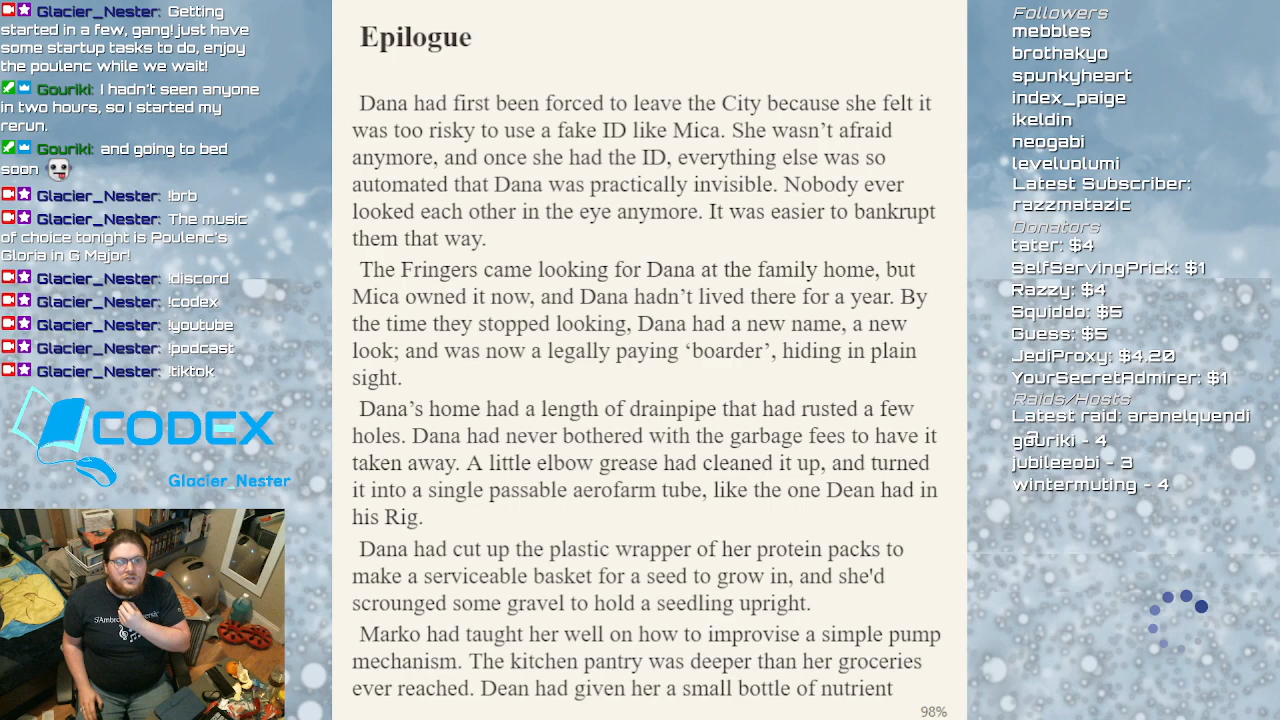 Glacier_Nester: Getting
started in a few, gang! just have
some startup tasks to do, enjoy
the poulenc while we wait!
Gouriki: I hadn't seen anyone
in two hours, so I started my
rerun.
Gouriki: and going to bed
soon
Glacier_Nester: !brb
Glacier_Nester: The music
of choice tonight is Poulenc's
Gloria in G Major!
Glacier_Nester: !discord
Glacier_Nester: !codex
Glacier_Nester: !youtube
Glacier_Nester: !podcast
Glacier_Nester: !tiktok
CODEX
Glacier_Nester
Epilogue
Dana had first been forced to leave the City because she felt it
was too risky to use a fake ID like Mica. She wasn’t afraid
anymore, and once she had the ID, everything else was so
automated that Dana was practically invisible. Nobody ever
looked each other in the eye anymore. It was easier to bankrupt
them that way.
The Fringers came looking for Dana at the family home, but
Mica owned it now, and Dana hadn’t lived there for a year. By
the time they stopped looking, Dana had a new name, a new
look; and was now a legally paying ‘boarder’, hiding in plain
sight.
Dana’s home had a length of drainpipe that had rusted a few
holes. Dana had never bothered with the garbage fees to have it
taken away. A little elbow grease had cleaned it up, and turned
it into a single passable aerofarm tube, like the one Dean had in
his Rig.
Dana had cut up the plastic wrapper of her protein packs to
make a serviceable basket for a seed to grow in, and she'd
scrounged some gravel to hold a seedling upright.
Marko had taught her well on how to improvise a simple pump
mechanism. The kitchen pantry was deeper than her groceries
ever reached. Dean had given her a small bottle of nutrient
98%
Followers
mebbles
brothakyo
spunkyheart
index_paige
ikeldin
neogabi
leveluolumi
Latest Subscriber:
razzmatazic
Donators
tater: $4
SelfServingPrick: $1
Razzy: $4
Squiddo: $5
Guess: $5
JediProxy: $4.20
YourSecretAdmirer: $1
Raids/Hosts
Latest raid: aranelquendi
gouriki - 4
jubileeobi - 3
wintermuting - 4